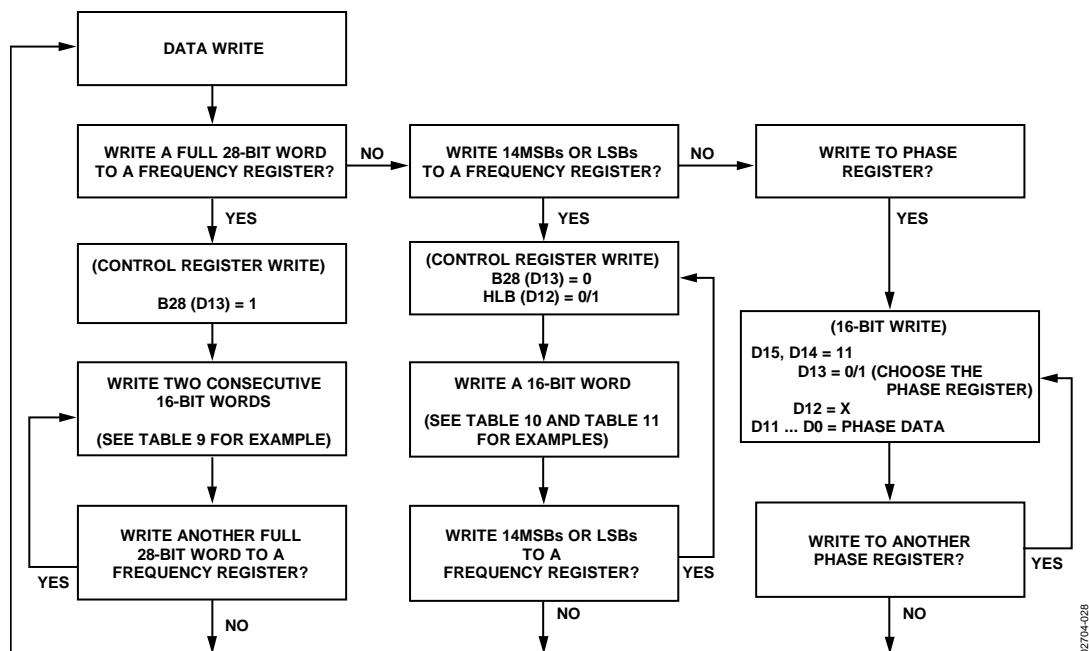 DATA WRITE
WRITE A FULL 28-BIT WORD
TO A FREQUENCY REGISTER?
NO
WRITE 14MSBs OR LSBs
TO A FREQUENCY REGISTER?
NO
WRITE TO PHASE
REGISTER?
YES
YES
YES
(CONTROL REGISTER WRITE)
B28 (D13) = 1
(CONTROL REGISTER WRITE)
B28 (D13) = 0
HLB (D12) = 0/1
(16-BIT WRITE)
D15, D14 = 11
D13 = 0/1 (CHOOSE THE
PHASE REGISTER)
D12 = X
D11 ... D0 = PHASE DATA
WRITE TWO CONSECUTIVE
16-BIT WORDS
(SEE TABLE 9 FOR EXAMPLE)
WRITE A 16-BIT WORD
(SEE TABLE 10 AND TABLE 11
FOR EXAMPLES)
WRITE ANOTHER FULL
28-BIT WORD TO A
FREQUENCY REGISTER?
YES
WRITE 14MSBs OR LSBs
TO A
FREQUENCY REGISTER?
YES
WRITE TO ANOTHER
PHASE REGISTER?
YES
NO
NO
NO
02704-028